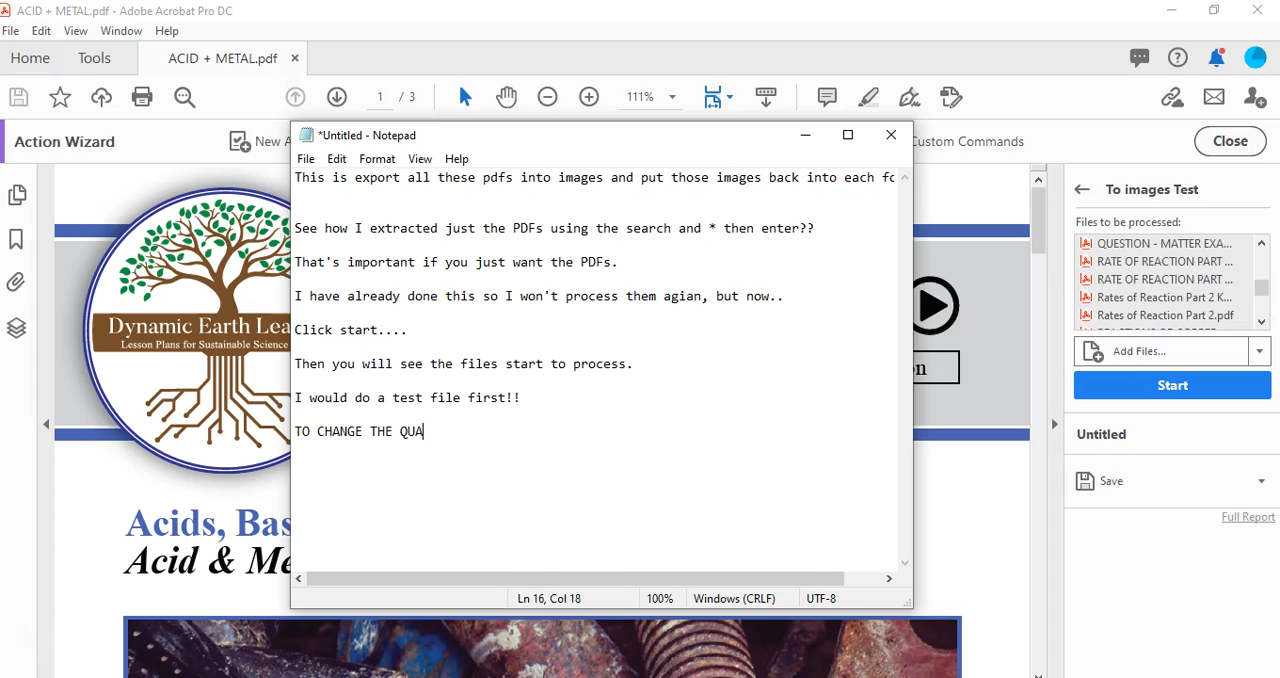 ACID + METAL.pdf - Adobe Acrobat Pro DC
File Edit View Window Help
Home Tools ACID + METAL.pdf ×
1 / 3 111%
Action Wizard New A Custom Commands Close
*Untitled - Notepad
File Edit Format View Help
This is export all these pdfs into images and put those images back into each fo
See how I extracted just the PDFs using the search and * then enter??
That's important if you just want the PDFs.
I have already done this so I won't process them agian, but now..
Click start....
Then you will see the files start to process.
I would do a test file first!!
TO CHANGE THE QUA
Ln 16, Col 18 100% Windows (CRLF) UTF-8
Dynamic Earth Lea
Lesson Plans for Sustainable Science
on
Acids, Bas
Acid & Me
To images Test
Files to be processed:
QUESTION - MATTER EXA...
RATE OF REACTION PART ...
RATE OF REACTION PART ...
Rates of Reaction Part 2 K...
Rates of Reaction Part 2.pdf
Add Files...
Start
Untitled
Save
Full Report